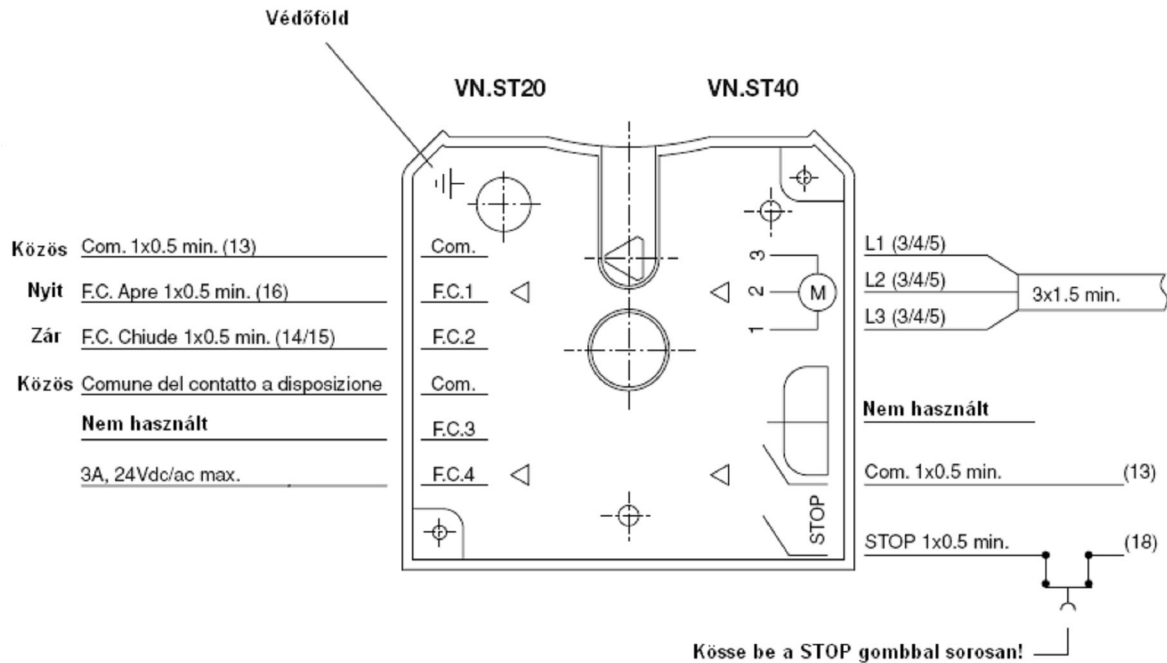 Védőföld
VN.ST20 VN.ST40
Közös Com. 1x0.5 min. (13) Com.
Nyit F.C. Apre 1x0.5 min. (16) F.C.1
Zár F.C. Chiude 1x0.5 min. (14/15) F.C.2
Közös Comune del contatto a disposizione Com.
Nem használt F.C.3
3A, 24Vdc/ac max. F.C.4
3
2
1
M
L1 (3/4/5)
L2 (3/4/5)
L3 (3/4/5)
3x1.5 min.
Nem használt
Com. 1x0.5 min. (13)
STOP
STOP 1x0.5 min. (18)
Kösse be a STOP gombbal sorosan!